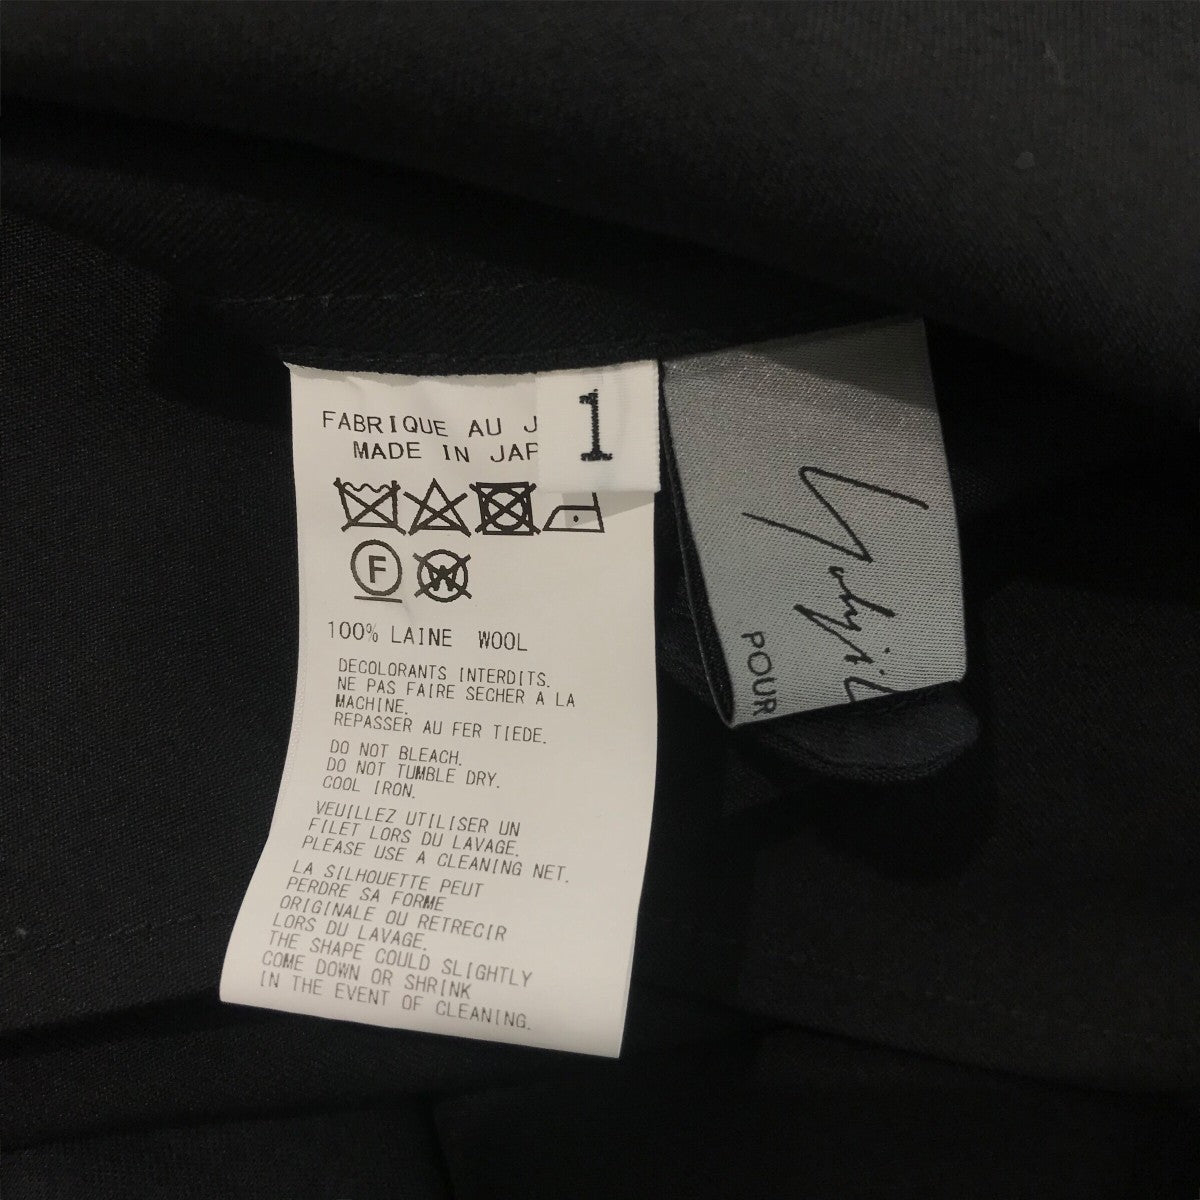 FABRIQUE AU
MADE IN
1
F
W
100% LAINE WOOL
DECOLORANTS INTERDITS.
NE PAS FAIRE SECHER A LA
MACHINE.
REPASSER AU FER TIEDE.
DO NOT BLEACH.
DO NOT TUMBLE DRY.
COOL IRON.
VEUILLEZ UTILISER UN
FILET LORS DU LAVAGE.
PLEASE USE A CLEANING NET.
LA SILHOUETTE PEUT
PERDRE SA FORME
ORIGINALE OU RETRECIR
LORS DU LAVAGE.
THE SHAPE COULD SLIGHTLY
COME DOWN OR SHRINK
IN THE EVENT OF CLEANING.
POUR